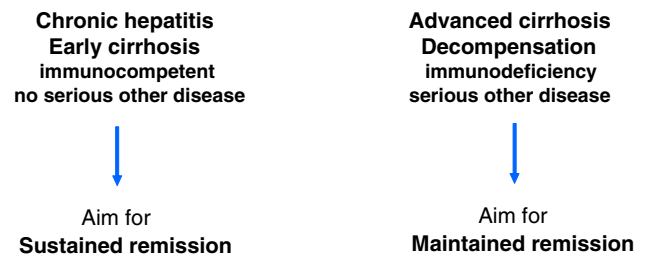 Chronic hepatitis
Early cirrhosis
immunocompetent
no serious other disease
Aim for
Sustained remission
Advanced cirrhosis
Decompensation
immunodeficiency
serious other disease
Aim for
Maintained remission